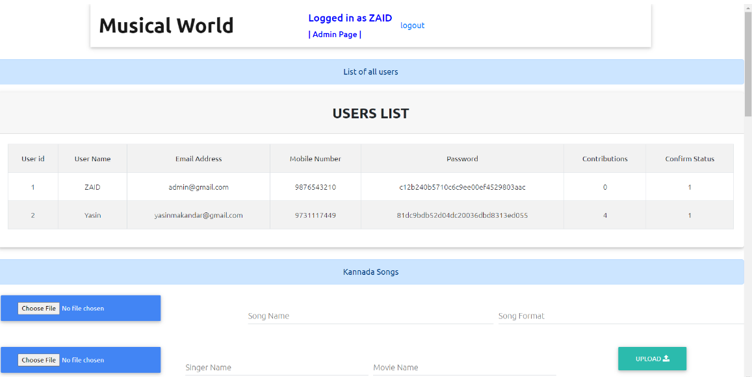 Musical World
Logged in as ZAID
| Admin Page |
logout
List of all users
USERS LIST
User id User Name Email Address Mobile Number Password Contributions Confirm Status
1 ZAID admin@gmail.com 9876543210 c12b240b5710c6c9ee00ef4529803aac 0 1
2 Yasin yasinmakandar@gmail.com 9731117449 81dc9bdb52d04dc20036dbd8313ed055 4 1
Kannada Songs
Choose File No file chosen
Song Name
Song Format
Choose File No file chosen
Singer Name
Movie Name
UPLOAD